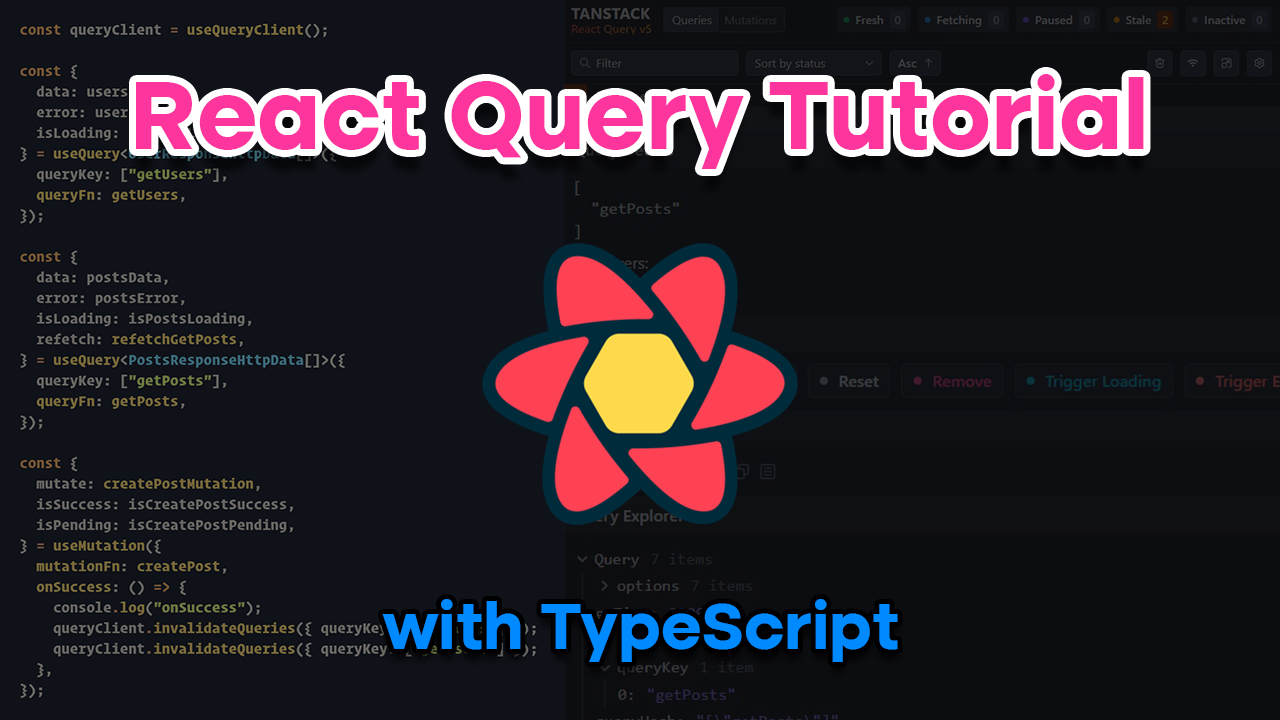 React Query Tutorial
with TypeScript
const queryClient = useQueryClient();
const {
data: users
error: user
isLoading:
} = useQuery<UserResponseHttpData[]>({
queryKey: ["getUsers"],
queryFn: getUsers,
});
const {
data: postsData,
error: postsError,
isLoading: isPostsLoading,
refetch: refetchGetPosts,
} = useQuery<PostsResponseHttpData[]>({
queryKey: ["getPosts"],
queryFn: getPosts,
});
const {
mutate: createPostMutation,
isSuccess: isCreatePostSuccess,
isPending: isCreatePostPending,
} = useMutation({
mutationFn: createPost,
onSuccess: () => {
console.log("onSuccess");
queryClient.invalidateQueries({ queryKey
queryClient.invalidateQueries({ queryKey
},
});
TANSTACK
React Query v5
Queries Mutations
Fresh 0 Fetching 0 Paused 0 Stale 2 Inactive 0
Filter Sort by status Asc ↑
[
"getPosts"
]
Reset Remove Trigger Loading Trigger E
ery Explorer
Query 7 items
options 7 items
queryKey 1 item
0: "getPosts"